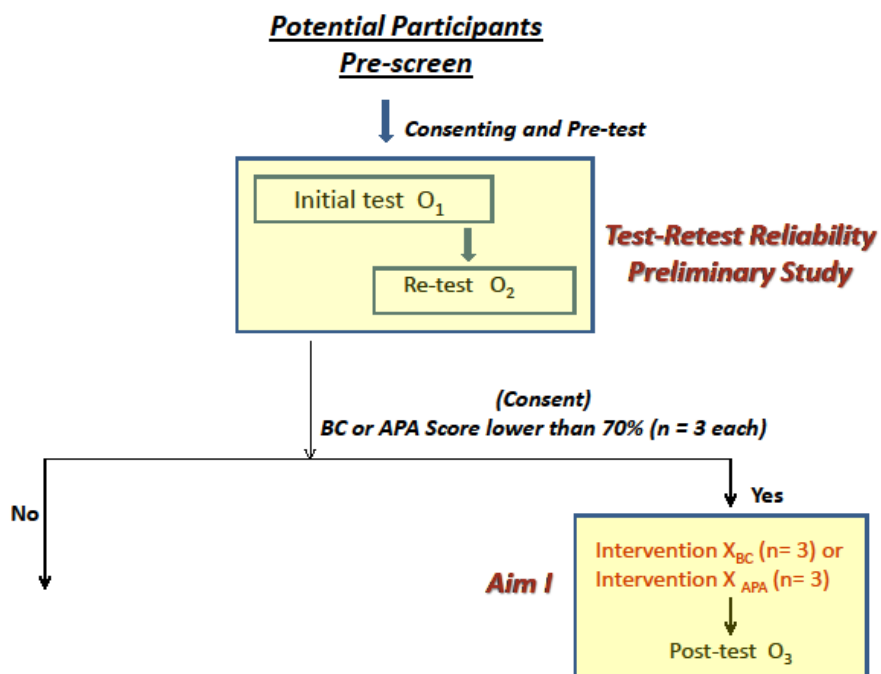 Potential Participants
Pre-screen
Consenting and Pre-test
Initial test O₁
Re-test O₂
Test-Retest Reliability
Preliminary Study
(Consent)
BC or APA Score lower than 70% (n = 3 each)
No
Yes
Aim I
Intervention X_BC (n= 3) or
Intervention X _APA (n= 3)
Post-test O₃